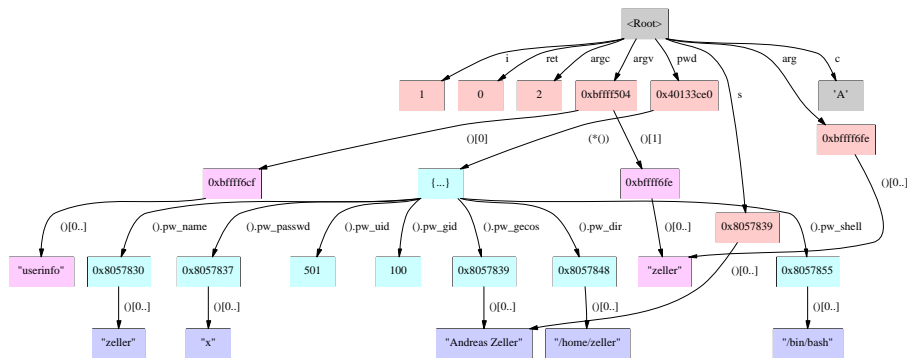 <Root>
i
ret
argc
argv
pwd
arg
c
1
0
2
0xbffff504
0x40133ce0
s
'A'
()[0]
(*())
()[1]
0xbffff6fe
0xbffff6cf
{...}
0xbffff6fe
()[0..]
()[0..]
().pw_name
().pw_passwd
().pw_uid
().pw_gid
().pw_gecos
().pw_dir
()[0..]
0x8057839
().pw_shell
"userinfo"
0x8057830
0x8057837
501
100
0x8057839
0x8057848
"zeller"
()[0..]
0x8057855
()[0..]
()[0..]
()[0..]
()[0..]
()[0..]
"zeller"
"x"
"Andreas Zeller"
"/home/zeller"
"/bin/bash"